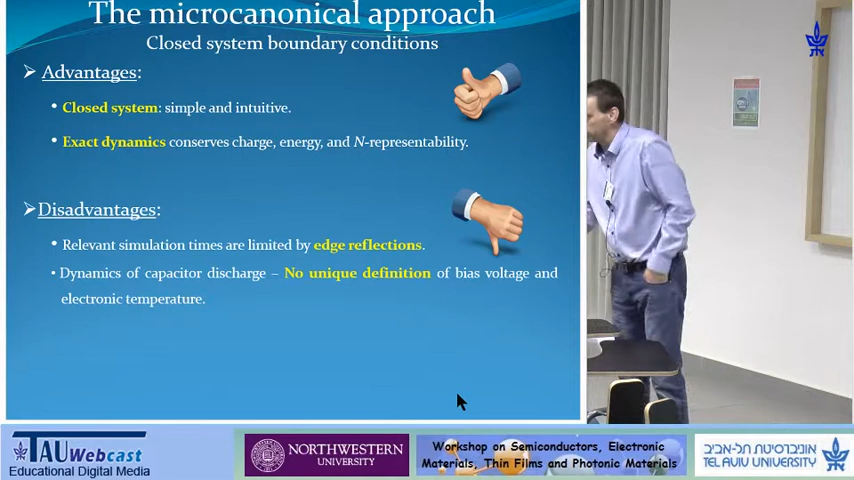 The microcanonical approach
Closed system boundary conditions
➢ Advantages:
• Closed system: simple and intuitive.
• Exact dynamics conserves charge, energy, and N-representability.
➢ Disadvantages:
• Relevant simulation times are limited by edge reflections.
• Dynamics of capacitor discharge – No unique definition of bias voltage and
electronic temperature.
TAU Webcast
Educational Digital Media
NORTHWESTERN
UNIVERSITY
Workshop on Semiconductors, Electronic
Materials, Thin Films and Photonic Materials
אוניברסיטת תל-אביב
TEL AVIV UNIVERSITY